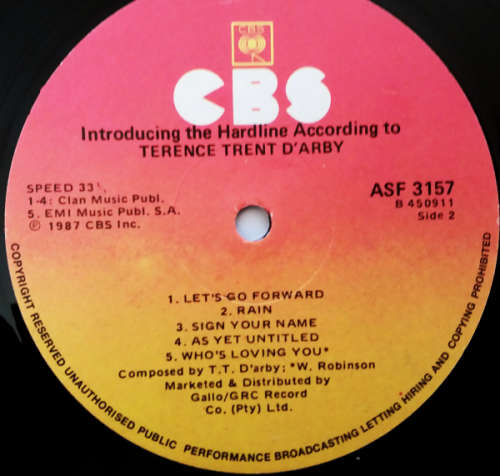 CBS
CBS
Introducing the Hardline According to
TERENCE TRENT D'ARBY
SPEED 33⅓
1-4: Clan Music Publ.
5. EMI Music Publ. S.A.
℗ 1987 CBS Inc.
ASF 3157
B 450911
Side 2
1. LET'S GO FORWARD
2. RAIN
3. SIGN YOUR NAME
4. AS YET UNTITLED
5. WHO'S LOVING YOU*
Composed by T.T. D'arby; *W. Robinson
Marketed & Distributed by
Gallo/GRC Record
Co. (Pty) Ltd.
COPYRIGHT RESERVED UNAUTHORISED PUBLIC PERFORMANCE BROADCASTING LETTING HIRING AND COPYING PROHIBITED